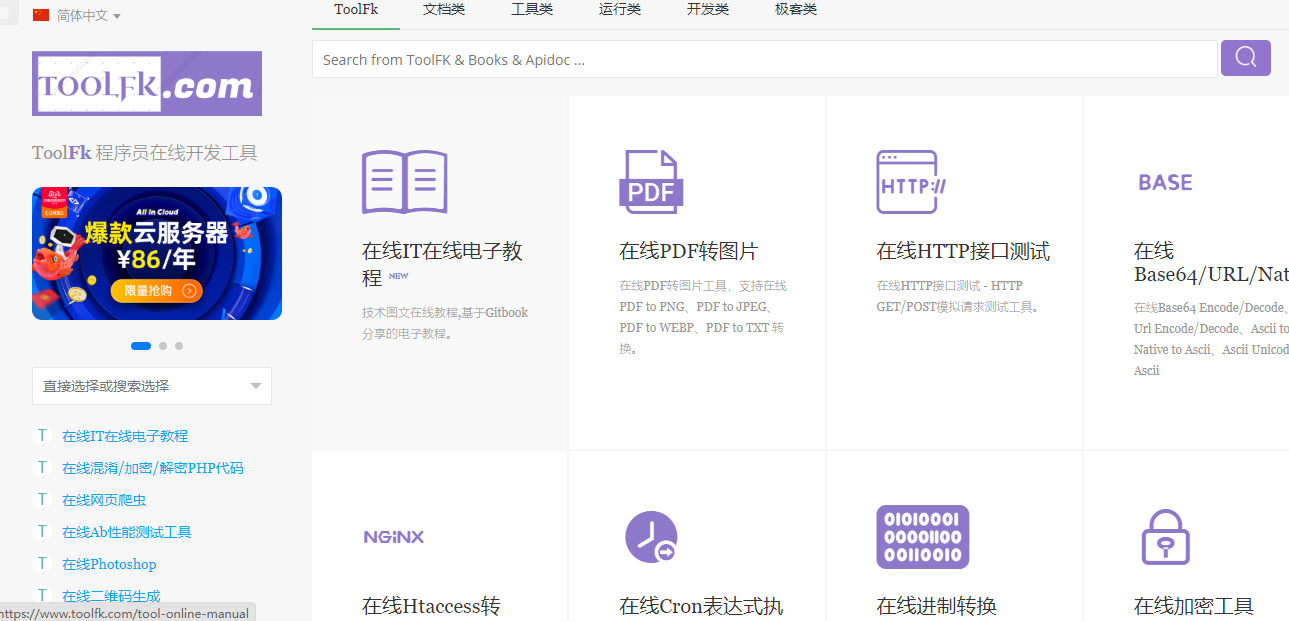 简体中文
ToolFk 文档类 工具类 运行类 开发类 极客类
Search from ToolFK & Books & Apidoc ...
TOOLFK.com
ToolFk 程序员在线开发工具
All in Cloud
爆款云服务器
¥86/年
限量抢购
直接选择或搜索选择
T 在线IT在线电子教程
T 在线混淆/加密/解密PHP代码
T 在线网页爬虫
T 在线Ab性能测试工具
T 在线Photoshop
T 在线二维码生成
https://www.toolfk.com/tool-online-manual
在线IT在线电子教
程 NEW
技术图文在线教程,基于Gitbook
分享的电子教程。
PDF
在线PDF转图片
在线PDF转图片工具，支持在线
PDF to PNG、PDF to JPEG、
PDF to WEBP、PDF to TXT 转
换。
HTTP://
在线HTTP接口测试
在线HTTP接口测试 - HTTP
GET/POST模拟请求测试工具。
BASE
在线
Base64/URL/Nat
在线Base64 Encode/Decode、
Url Encode/Decode、Ascii to
Native to Ascii、Ascii Unicod
Ascii
NGiNX
在线Htaccess转
在线Cron表达式执
01010001
00001100
00110010
在线进制转换
在线加密工具